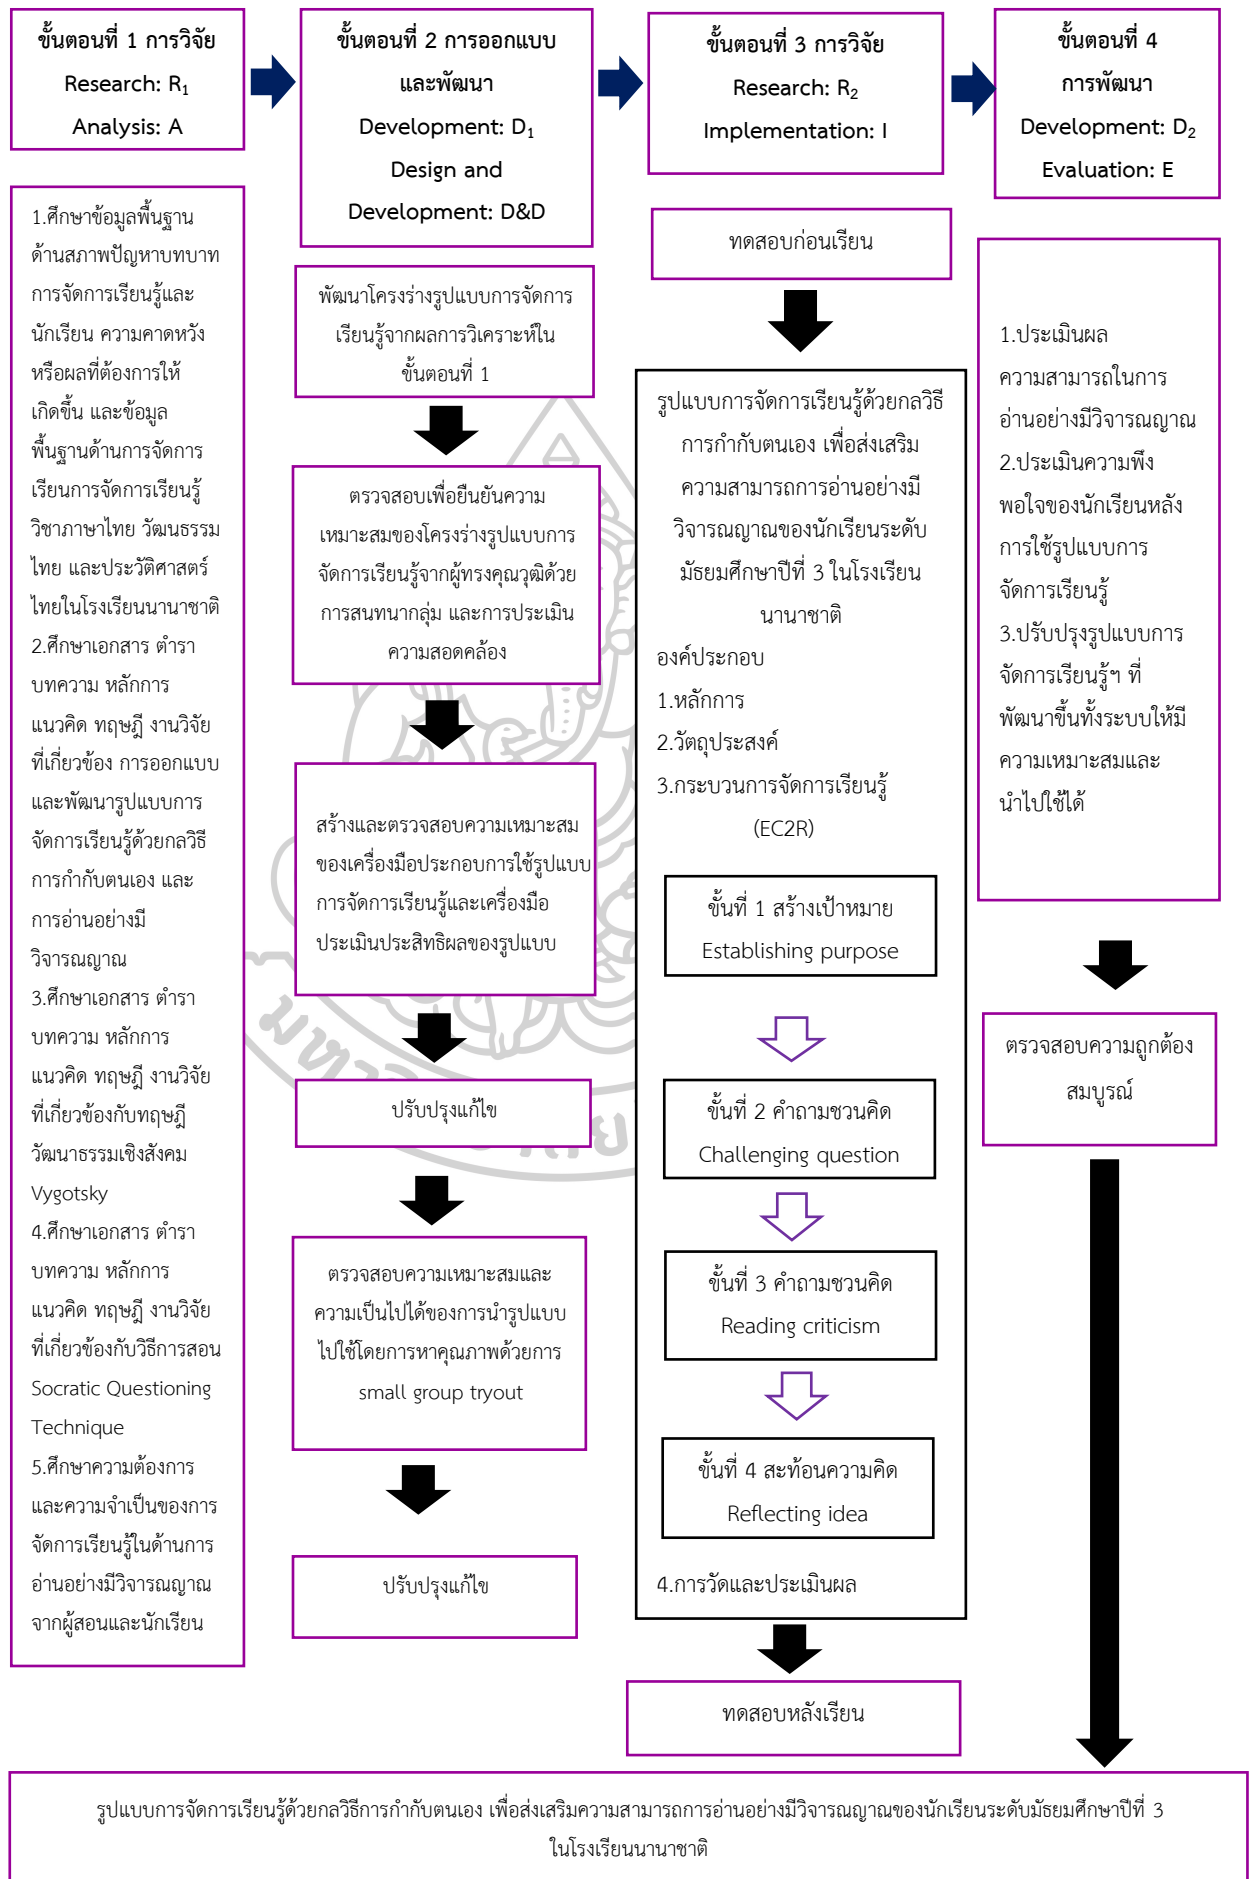 ขั้นตอนที่ 1 การวิจัย
Research: R₁
Analysis: A
ขั้นตอนที่ 2 การออกแบบ
และพัฒนา
Development: D₁
Design and
Development: D&D
ขั้นตอนที่ 3 การวิจัย
Research: R₂
Implementation: I
ขั้นตอนที่ 4
การพัฒนา
Development: D₂
Evaluation: E
1.ศึกษาข้อมูลพื้นฐาน
ด้านสภาพปัญหาบทบาท
การจัดการเรียนรู้และ
นักเรียน ความคาดหวัง
หรือผลที่ต้องการให้
เกิดขึ้น และข้อมูล
พื้นฐานด้านการจัดการ
เรียนการจัดการเรียนรู้
วิชาภาษาไทย วัฒนธรรม
ไทย และประวัติศาสตร์
ไทยในโรงเรียนนานาชาติ
2.ศึกษาเอกสาร ตำรา
บทความ หลักการ
แนวคิด ทฤษฎี งานวิจัย
ที่เกี่ยวข้อง การออกแบบ
และพัฒนารูปแบบการ
จัดการเรียนรู้ด้วยกลวิธี
การกำกับตนเอง และ
การอ่านอย่างมี
วิจารณญาณ
3.ศึกษาเอกสาร ตำรา
บทความ หลักการ
แนวคิด ทฤษฎี งานวิจัย
ที่เกี่ยวข้องกับทฤษฎี
วัฒนาธรรมเชิงสังคม
Vygotsky
4.ศึกษาเอกสาร ตำรา
บทความ หลักการ
แนวคิด ทฤษฎี งานวิจัย
ที่เกี่ยวข้องกับวิธีการสอน
Socratic Questioning
Technique
5.ศึกษาความต้องการ
และความจำเป็นของการ
จัดการเรียนรู้ในด้านการ
อ่านอย่างมีวิจารณญาณ
จากผู้สอนและนักเรียน
พัฒนาโครงร่างรูปแบบการจัดการ
เรียนรู้จากผลการวิเคราะห์ใน
ขั้นตอนที่ 1
ตรวจสอบเพื่อยืนยันความ
เหมาะสมของโครงร่างรูปแบบการ
จัดการเรียนรู้จากผู้ทรงคุณวุฒิด้วย
การสนทนากลุ่ม และการประเมิน
ความสอดคล้อง
สร้างและตรวจสอบความเหมาะสม
ของเครื่องมือประกอบการใช้รูปแบบ
การจัดการเรียนรู้และเครื่องมือ
ประเมินประสิทธิผลของรูปแบบ
ปรับปรุงแก้ไข
ตรวจสอบความเหมาะสมและ
ความเป็นไปได้ของการนำรูปแบบ
ไปใช้โดยการหาคุณภาพด้วยการ
small group tryout
ปรับปรุงแก้ไข
ทดสอบก่อนเรียน
รูปแบบการจัดการเรียนรู้ด้วยกลวิธี
การกำกับตนเอง เพื่อส่งเสริม
ความสามารถการอ่านอย่างมี
วิจารณญาณของนักเรียนระดับ
มัธยมศึกษาปีที่ 3 ในโรงเรียน
นานาชาติ
องค์ประกอบ
1.หลักการ
2.วัตถุประสงค์
3.กระบวนการจัดการเรียนรู้
(EC2R)
ขั้นที่ 1 สร้างเป้าหมาย
Establishing purpose
ขั้นที่ 2 คำถามชวนคิด
Challenging question
ขั้นที่ 3 คำถามชวนคิด
Reading criticism
ขั้นที่ 4 สะท้อนความคิด
Reflecting idea
4.การวัดและประเมินผล
ทดสอบหลังเรียน
1.ประเมินผล
ความสามารถในการ
อ่านอย่างมีวิจารณญาณ
2.ประเมินความพึง
พอใจของนักเรียนหลัง
การใช้รูปแบบการ
จัดการเรียนรู้
3.ปรับปรุงรูปแบบการ
จัดการเรียนรู้ฯ ที่
พัฒนาขึ้นทั้งระบบให้มี
ความเหมาะสมและ
นำไปใช้ได้
ตรวจสอบความถูกต้อง
สมบูรณ์
รูปแบบการจัดการเรียนรู้ด้วยกลวิธีการกำกับตนเอง เพื่อส่งเสริมความสามารถการอ่านอย่างมีวิจารณญาณของนักเรียนระดับมัธยมศึกษาปีที่ 3
ในโรงเรียนนานาชาติ